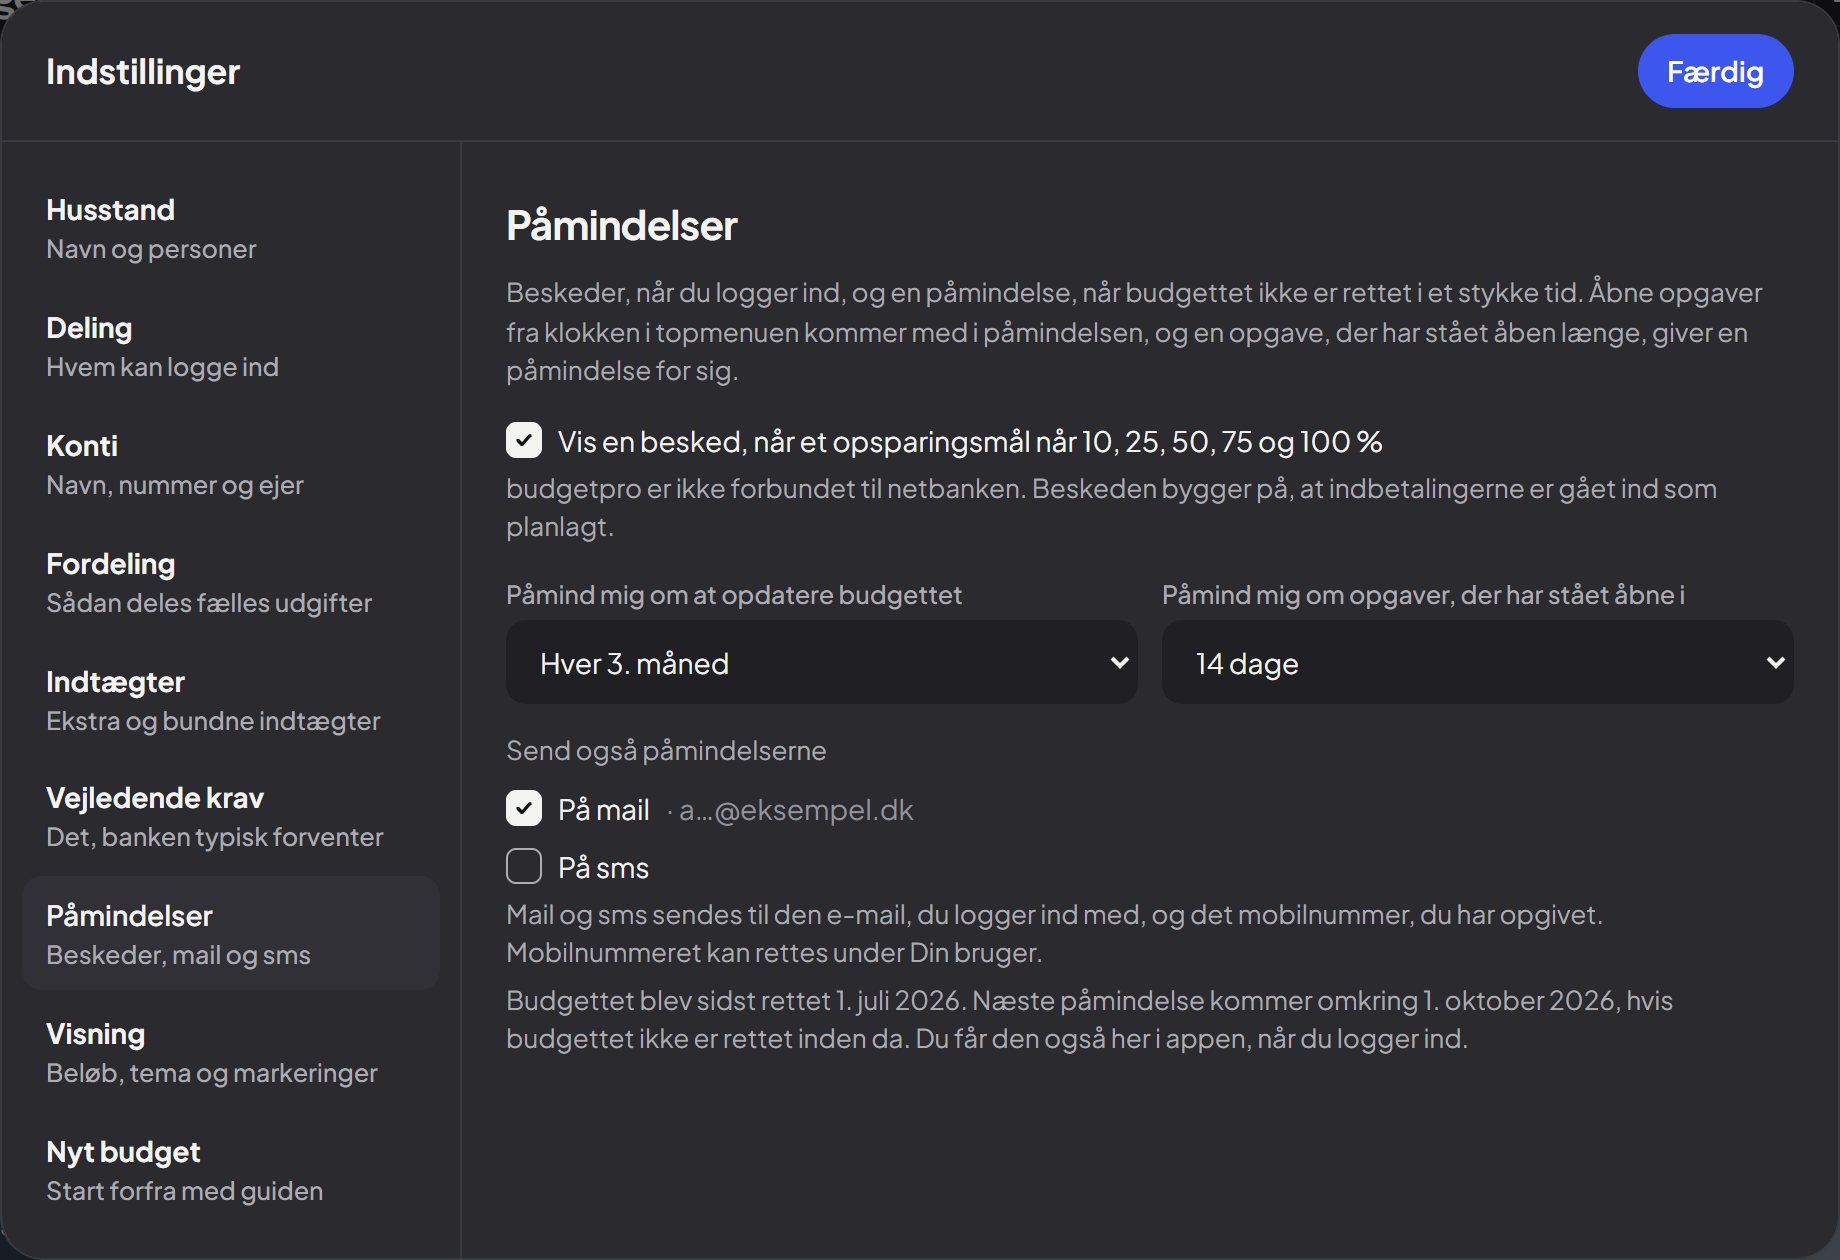 Indstillinger
Færdig
Husstand
Navn og personer
Deling
Hvem kan logge ind
Konti
Navn, nummer og ejer
Fordeling
Sådan deles fælles udgifter
Indtægter
Ekstra og bundne indtægter
Vejledende krav
Det, banken typisk forventer
Påmindelser
Beskeder, mail og sms
Visning
Beløb, tema og markeringer
Nyt budget
Start forfra med guiden
Påmindelser
Beskeder, når du logger ind, og en påmindelse, når budgettet ikke er rettet i et stykke tid. Åbne opgaver
fra klokken i topmenuen kommer med i påmindelsen, og en opgave, der har stået åben længe, giver en
påmindelse for sig.
Vis en besked, når et opsparingsmål når 10, 25, 50, 75 og 100 %
budgetpro er ikke forbundet til netbanken. Beskeden bygger på, at indbetalingerne er gået ind som
planlagt.
Påmind mig om at opdatere budgettet
Hver 3. måned
Påmind mig om opgaver, der har stået åbne i
14 dage
Send også påmindelserne
På mail · a...@eksempel.dk
På sms
Mail og sms sendes til den e-mail, du logger ind med, og det mobilnummer, du har opgivet.
Mobilnummeret kan rettes under Din bruger.
Budgettet blev sidst rettet 1. juli 2026. Næste påmindelse kommer omkring 1. oktober 2026, hvis
budgettet ikke er rettet inden da. Du får den også her i appen, når du logger ind.